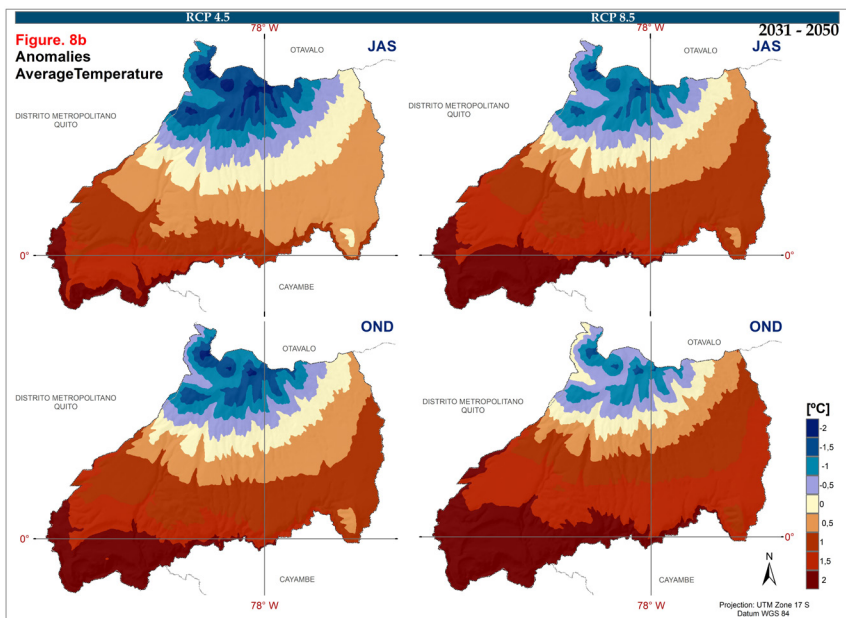 RCP 4.5
RCP 8.5
78° W
78° W
2031 - 2050
Figure. 8b
Anomalies
AverageTemperature
OTAVALO
JAS
OTAVALO
JAS
DISTRITO METROPOLITANO
QUITO
DISTRITO METROPOLITANO
QUITO
0°
0°
CAYAMBE
OTAVALO
OND
OTAVALO
OND
DISTRITO METROPOLITANO
QUITO
DISTRITO METROPOLITANO
QUITO
[ºC]
-2
-1,5
-1
-0,5
0
0,5
1
1,5
2
0°
0°
N
CAYAMBE
CAYAMBE
78° W
78° W
Projection: UTM Zone 17 S
Datum WGS 84